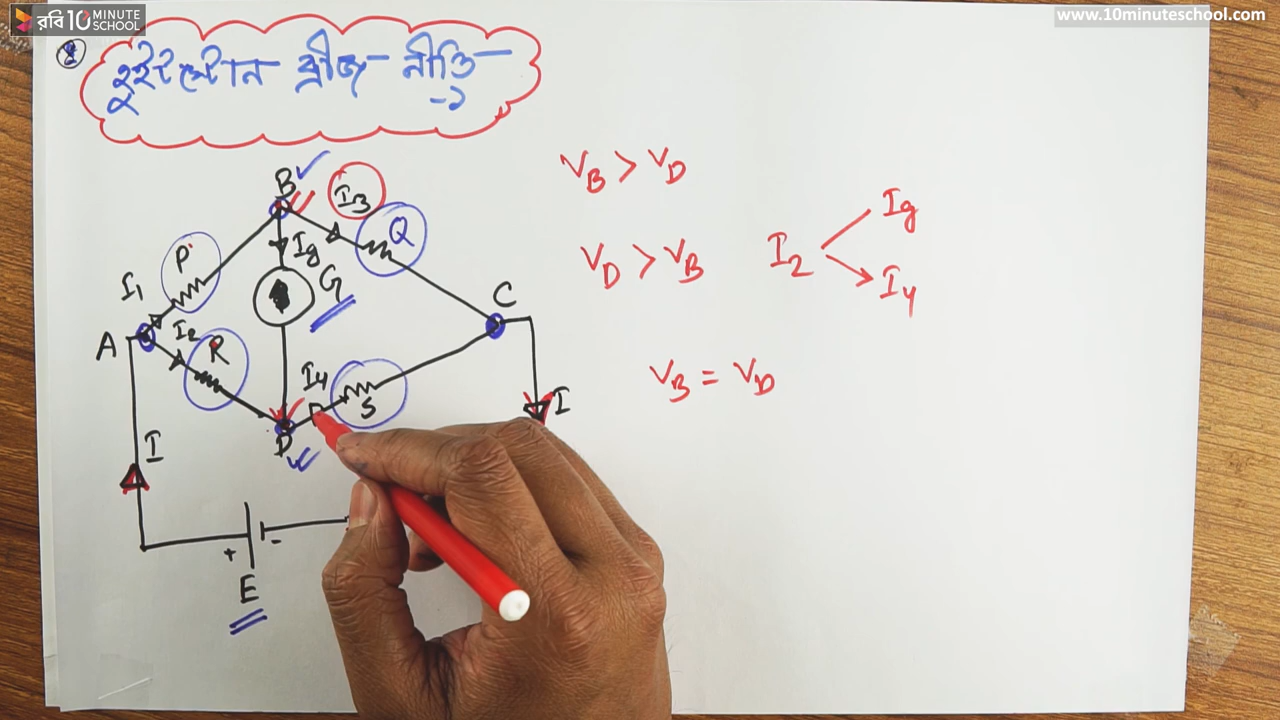 রবি 10 MINUTE SCHOOL
www.10minuteschool.com
হুইটস্টোন ব্রীজ নীতি
-১
B
I3
P
Q
Ig
G
I1
C
A
I2
R
I4
S
I
D
I
+ -
E
VB > VD
VD > VB
I2
Ig
I4
VB = VD